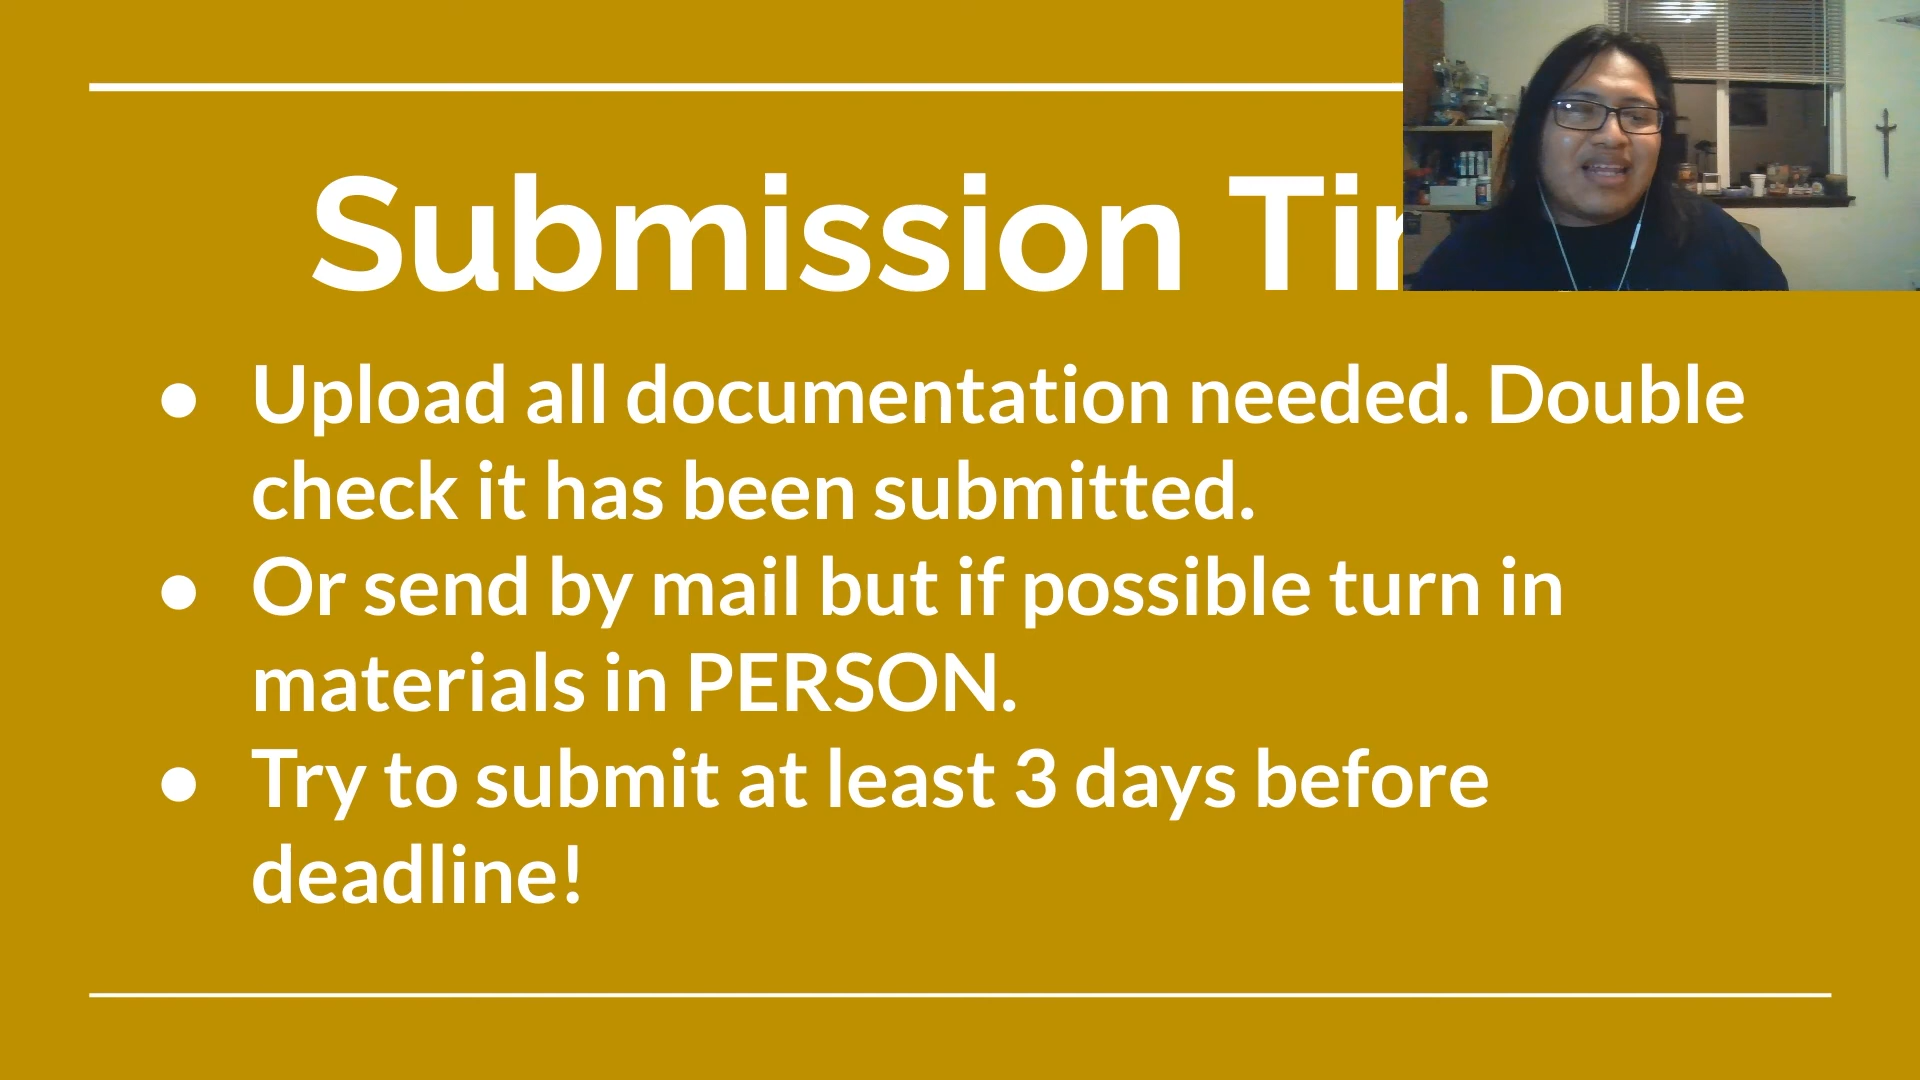 Submission
● Upload all documentation needed. Double
check it has been submitted.
● Or send by mail but if possible turn in
materials in PERSON.
● Try to submit at least 3 days before
deadline!